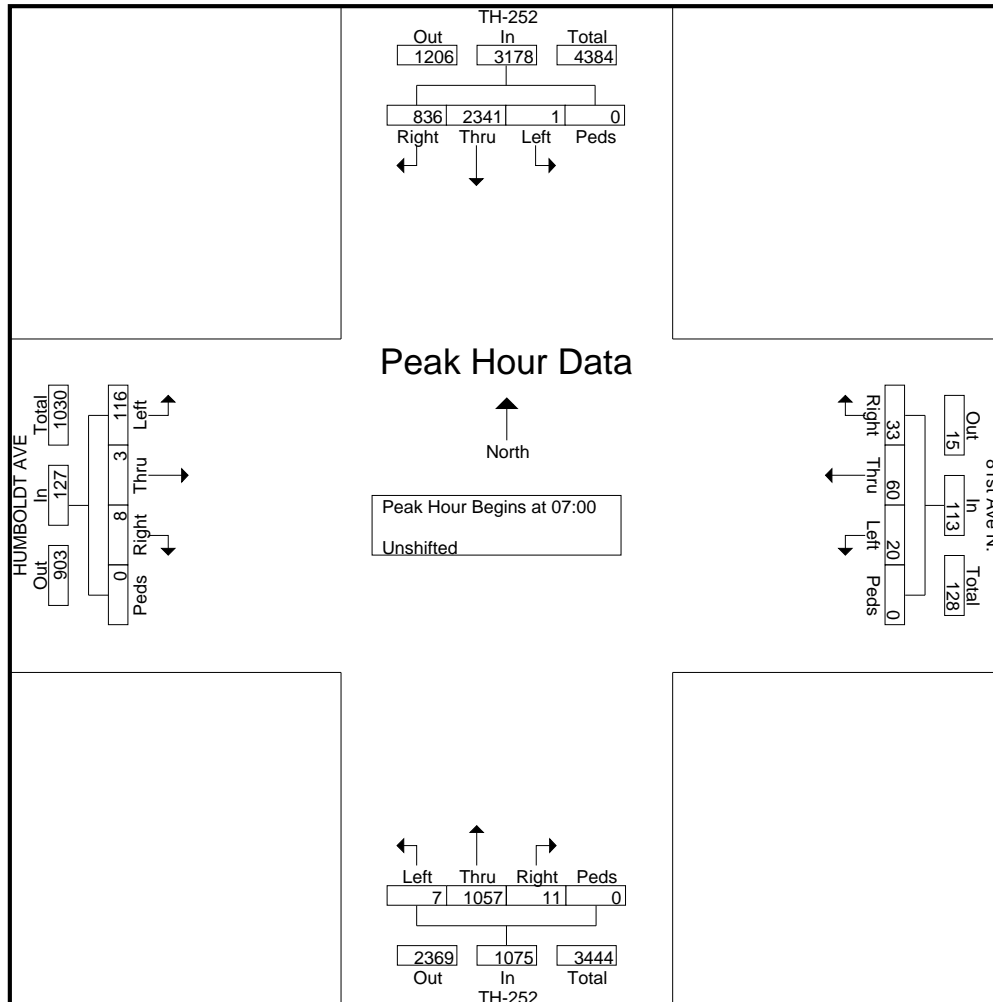 TH-252
Out In Total
1206 3178 4384
836 2341 1 0
Right Thru Left Peds
Peak Hour Data
North
Peak Hour Begins at 07:00
Unshifted
HUMBOLDT AVE
Total In Out
1030 127 903
116 3 8 0
Left Thru Right Peds
Right Thru Left Peds
33 60 20 0
15 113 128
Out In Total
81st Ave N.
Left Thru Right Peds
7 1057 11 0
2369 1075 3444
Out In Total
TH-252